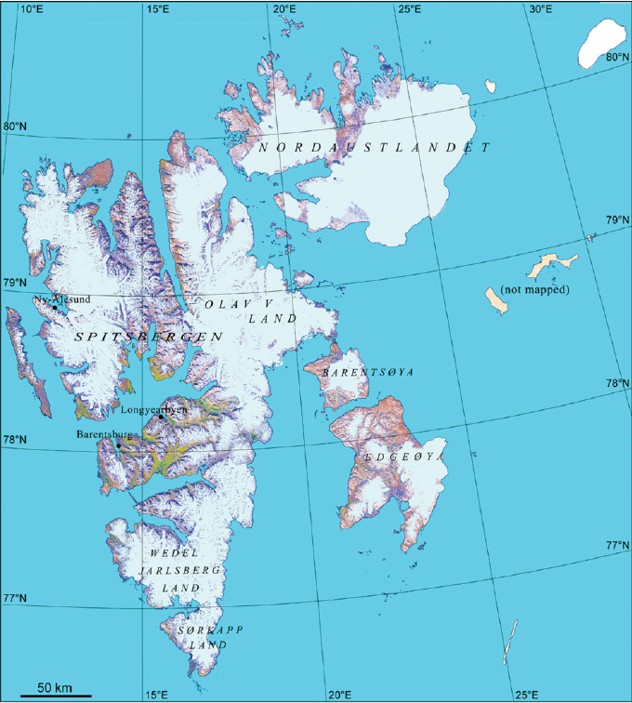 10°E
15°E
20°E
25°E
30°E
80°N
80°N
NORDAUSTLANDET
79°N
79°N
(not mapped)
Ny-Ålesund
OLAV V
LAND
SPITSBERGEN
BARENTSØYA
78°N
Longyearbyen
Barentsburg
78°N
EDGEØYA
77°N
WEDEL
JARLSBERG
LAND
77°N
SØRKAPP
LAND
50 km
15°E
20°E
25°E